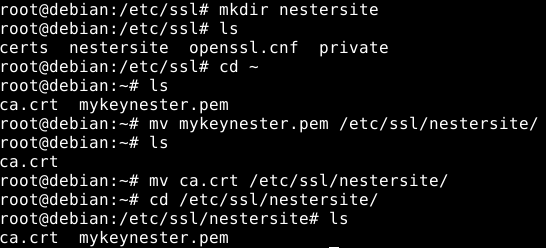 root@debian:/etc/ssl# mkdir nestersite
root@debian:/etc/ssl# ls
certs  nestersite  openssl.cnf  private
root@debian:/etc/ssl# cd ~
root@debian:~# ls
ca.crt  mykeynester.pem
root@debian:~# mv mykeynester.pem /etc/ssl/nestersite/
root@debian:~# ls
ca.crt
root@debian:~# mv ca.crt /etc/ssl/nestersite/
root@debian:~# cd /etc/ssl/nestersite/
root@debian:/etc/ssl/nestersite# ls
ca.crt  mykeynester.pem